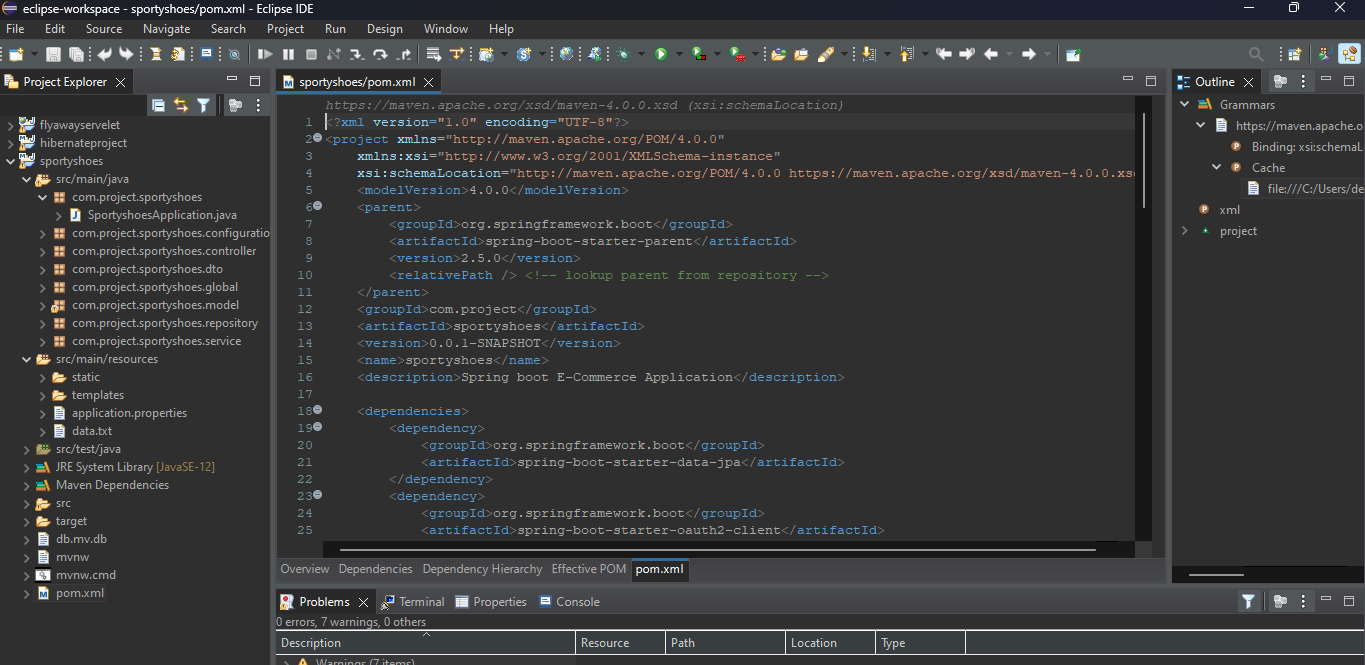 eclipse-workspace - sportyshoes/pom.xml - Eclipse IDE
File Edit Source Navigate Search Project Run Design Window Help
Project Explorer
flyawayservelet
hibernateproject
sportyshoes
src/main/java
com.project.sportyshoes
SportyshoesApplication.java
com.project.sportyshoes.configuratio
com.project.sportyshoes.controller
com.project.sportyshoes.dto
com.project.sportyshoes.global
com.project.sportyshoes.model
com.project.sportyshoes.repository
com.project.sportyshoes.service
src/main/resources
static
templates
application.properties
data.txt
src/test/java
JRE System Library [JavaSE-12]
Maven Dependencies
src
target
db.mv.db
mvnw
mvnw.cmd
pom.xml
sportyshoes/pom.xml
https://maven.apache.org/xsd/maven-4.0.0.xsd (xsi:schemaLocation)
1 <?xml version="1.0" encoding="UTF-8"?>
2 <project xmlns="http://maven.apache.org/POM/4.0.0"
3 xmlns:xsi="http://www.w3.org/2001/XMLSchema-instance"
4 xsi:schemaLocation="http://maven.apache.org/POM/4.0.0 https://maven.apache.org/xsd/maven-4.0.0.xs
5 <modelVersion>4.0.0</modelVersion>
6 <parent>
7 <groupId>org.springframework.boot</groupId>
8 <artifactId>spring-boot-starter-parent</artifactId>
9 <version>2.5.0</version>
10 <relativePath /> <!-- lookup parent from repository -->
11 </parent>
12 <groupId>com.project</groupId>
13 <artifactId>sportyshoes</artifactId>
14 <version>0.0.1-SNAPSHOT</version>
15 <name>sportyshoes</name>
16 <description>Spring boot E-Commerce Application</description>
17
18 <dependencies>
19 <dependency>
20 <groupId>org.springframework.boot</groupId>
21 <artifactId>spring-boot-starter-data-jpa</artifactId>
22 </dependency>
23 <dependency>
24 <groupId>org.springframework.boot</groupId>
25 <artifactId>spring-boot-starter-oauth2-client</artifactId>
Overview Dependencies Dependency Hierarchy Effective POM pom.xml
Outline
Grammars
https://maven.apache.o
Binding: xsi:schemaL
Cache
file:///C:/Users/de
xml
project
Problems Terminal Properties Console
0 errors, 7 warnings, 0 others
Description Resource Path Location Type
Warnings (7 items)